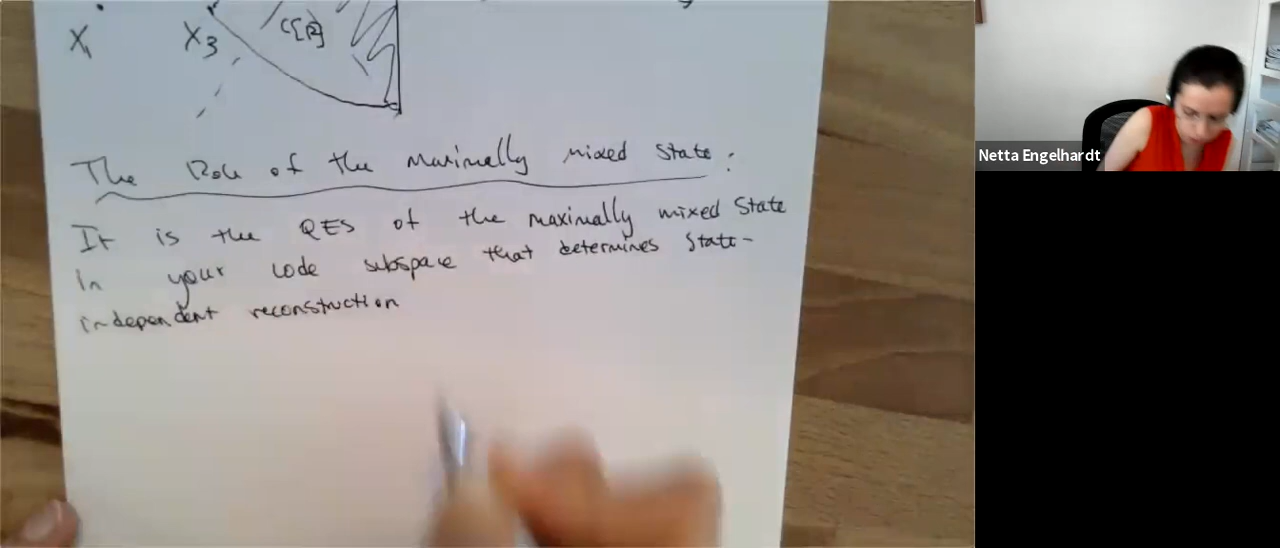 X₁ X₃ C[R]
The Role of the Maximally mixed State:
It is the QES of the maximally mixed State
in your code subspace that determines State-
independent reconstruction
Netta Engelhardt